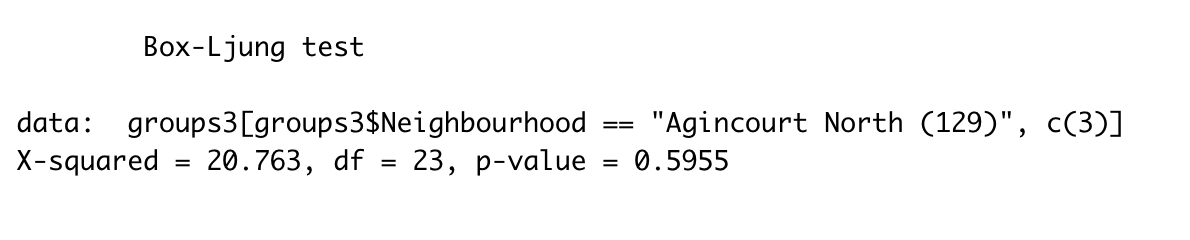 Box-Ljung test
data:  groups3[groups3$Neighbourhood == "Agincourt North (129)", c(3)]
X-squared = 20.763, df = 23, p-value = 0.5955